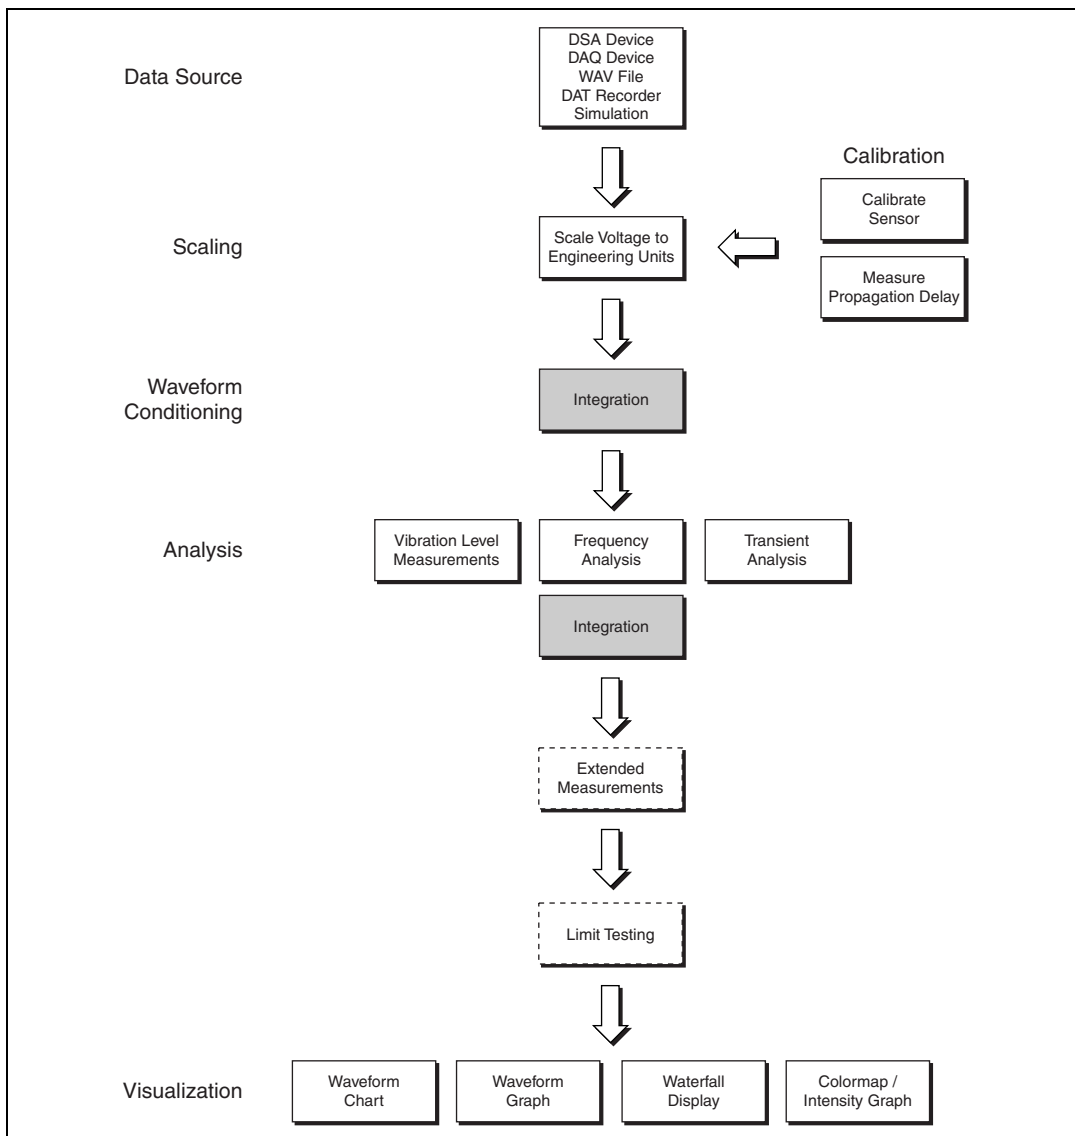 Data Source
DSA Device
DAQ Device
WAV File
DAT Recorder
Simulation
Calibration
Calibrate
Sensor
Scaling
Scale Voltage to
Engineering Units
Measure
Propagation Delay
Waveform
Conditioning
Integration
Analysis
Vibration Level
Measurements
Frequency
Analysis
Transient
Analysis
Integration
Extended
Measurements
Limit Testing
Visualization
Waveform
Chart
Waveform
Graph
Waterfall
Display
Colormap /
Intensity Graph